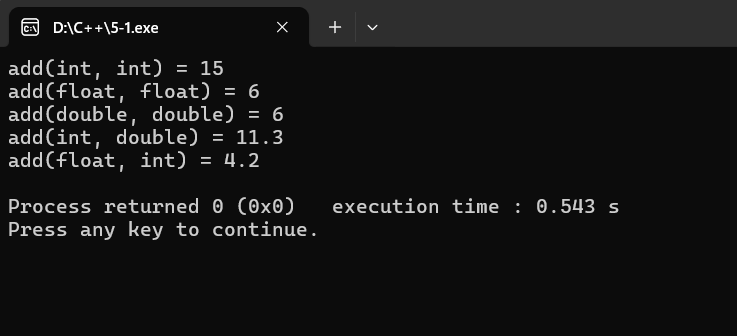 D:\C++\5-1.exe
add(int, int) = 15
add(float, float) = 6
add(double, double) = 6
add(int, double) = 11.3
add(float, int) = 4.2
Process returned 0 (0x0)   execution time : 0.543 s
Press any key to continue.